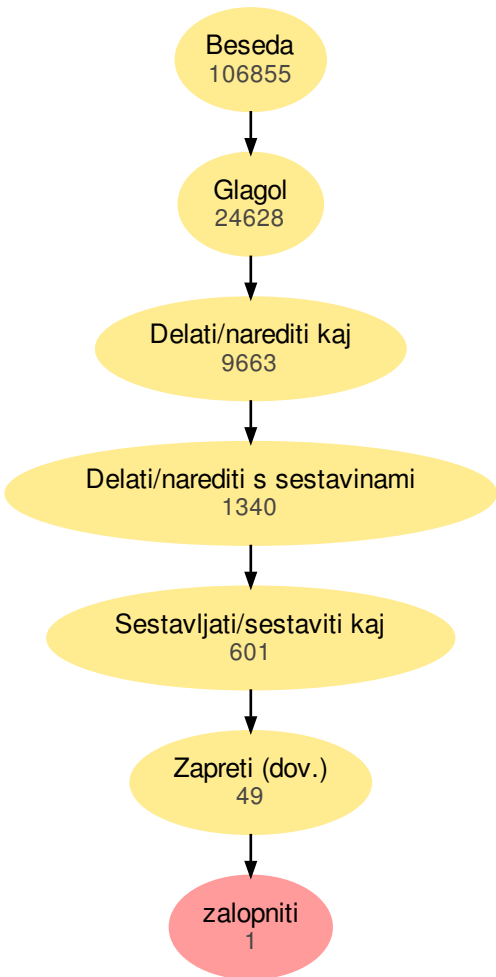 Beseda
106855
Glagol
24628
Delati/narediti kaj
9663
Delati/narediti s sestavinami
1340
Sestavljati/sestaviti kaj
601
Zapreti (dov.)
49
zalopniti
1